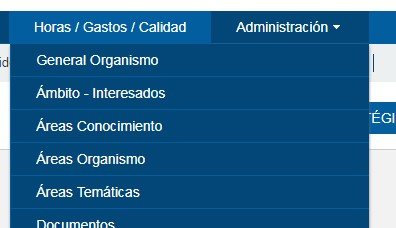 Horas / Gastos / Calidad Administración
General Organismo
Ámbito - Interesados
Áreas Conocimiento
Áreas Organismo
Áreas Temáticas
Documentos